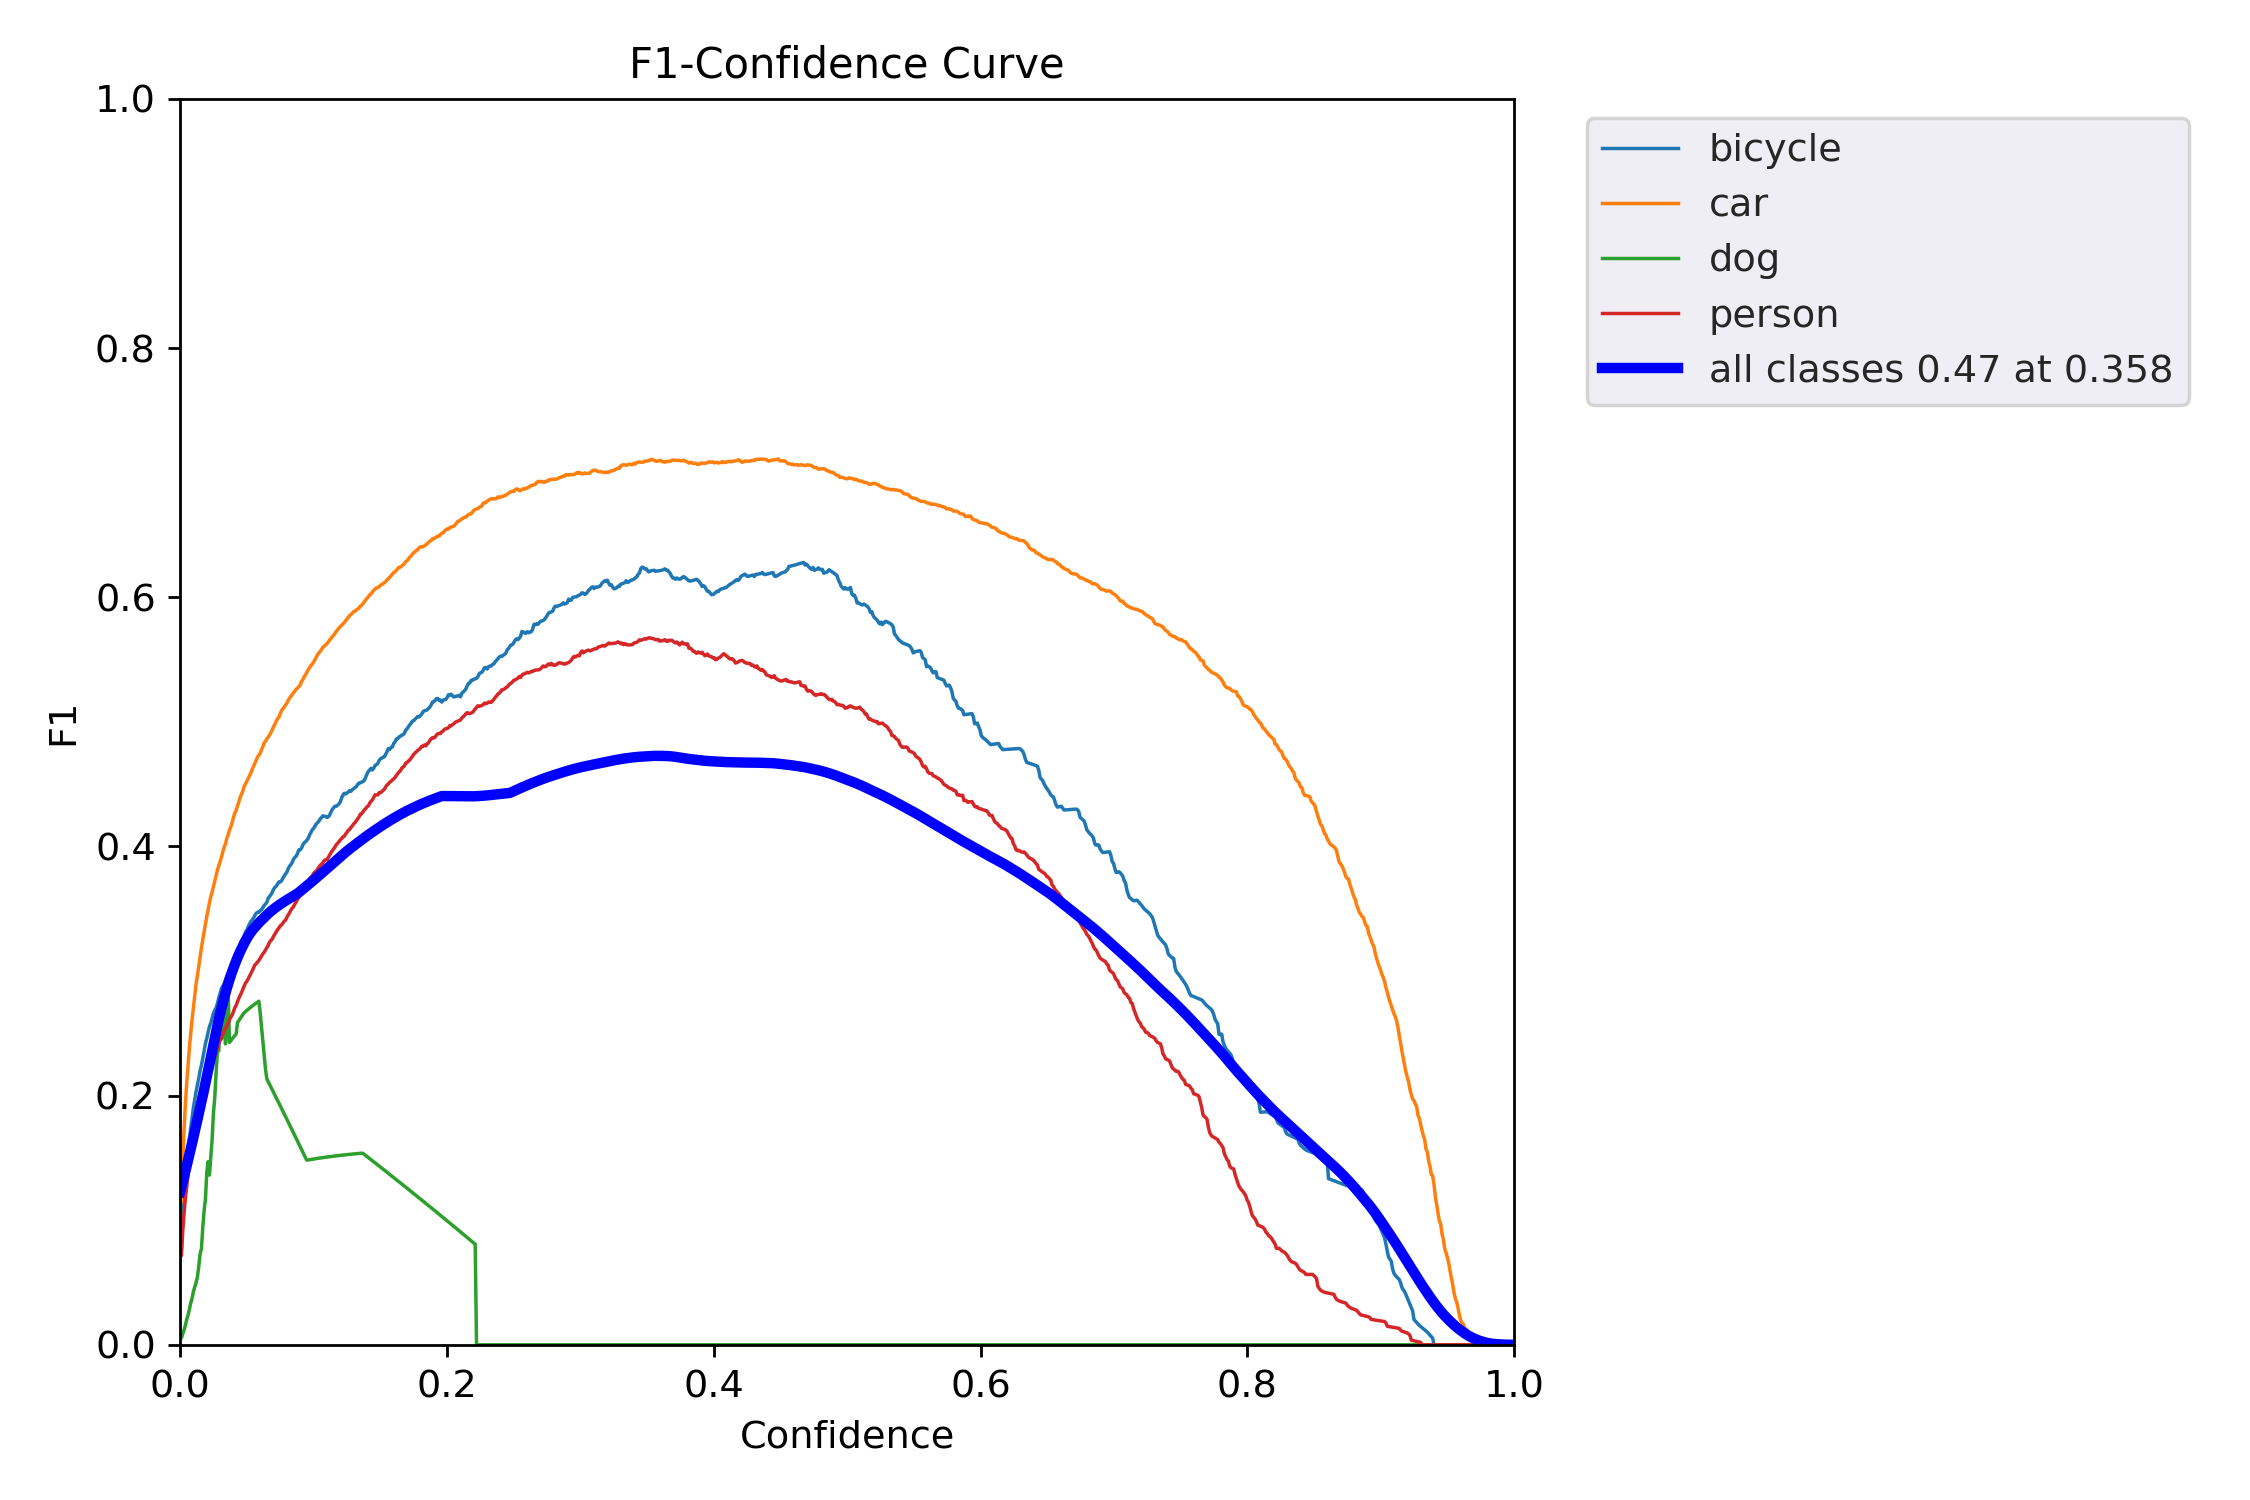 F1-Confidence Curve
1.0
0.8
0.6
0.4
0.2
0.0
F1
0.0 0.2 0.4 0.6 0.8 1.0
Confidence
bicycle
car
dog
person
all classes 0.47 at 0.358